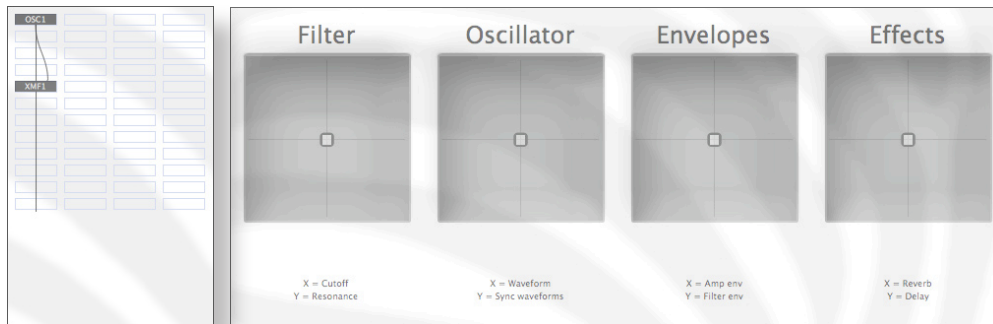 OSC1
XMF1
Filter
Oscillator
Envelopes
Effects
X = Cutoff
Y = Resonance
X = Waveform
Y = Sync waveforms
X = Amp env
Y = Filter env
X = Reverb
Y = Delay